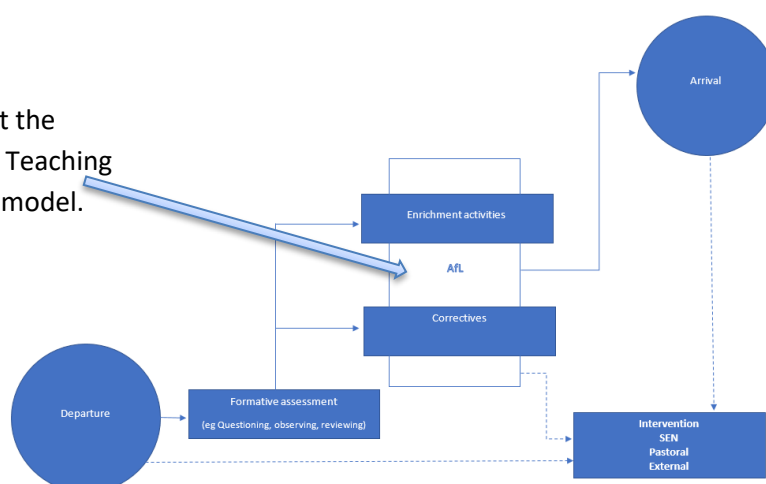 t the
Teaching
model.
Arrival
Enrichment activities
AfL
Correctives
Departure
Formative assessment
(eg Questioning, observing, reviewing)
Intervention
SEN
Pastoral
External